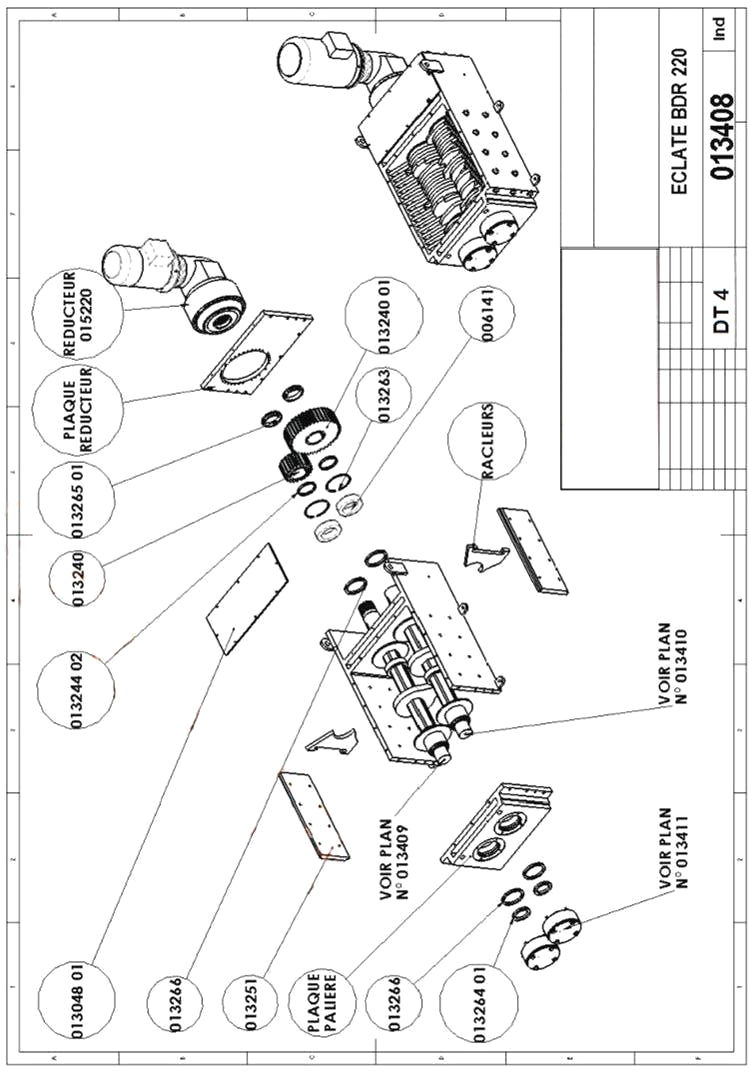 013048 01
013244 02
013240
013265 01
PLAQUE
REDUCTEUR
REDUCTEUR
015220
013266
013251
PLAQUE
PALIERE
013266
013264 01
013240 01
013263
006141
RACLEURS
VOIR PLAN
N° 013409
VOIR PLAN
N° 013410
VOIR PLAN
N° 013411
ECLATE BDR 220
DT 4
013408
Ind